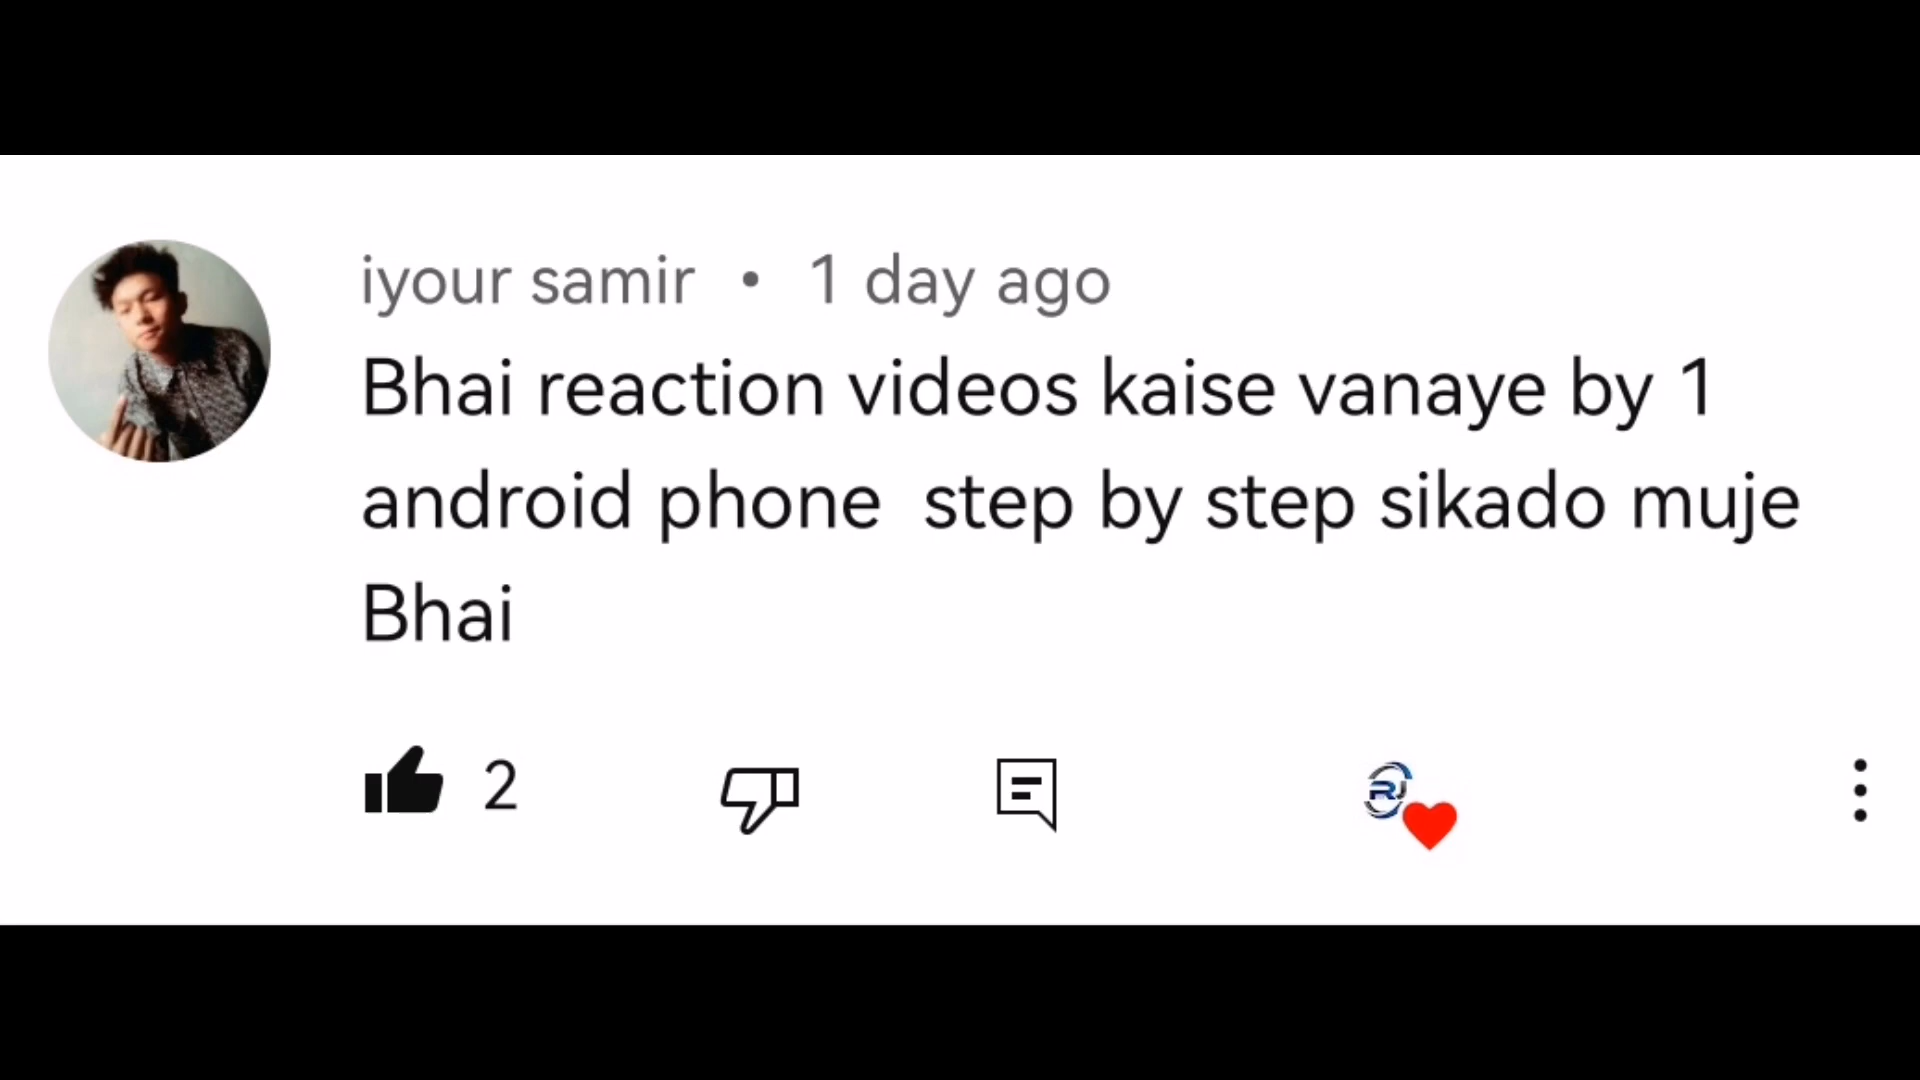 iyour samir • 1 day ago
Bhai reaction videos kaise vanaye by 1
android phone  step by step sikado muje
Bhai
2
RJ